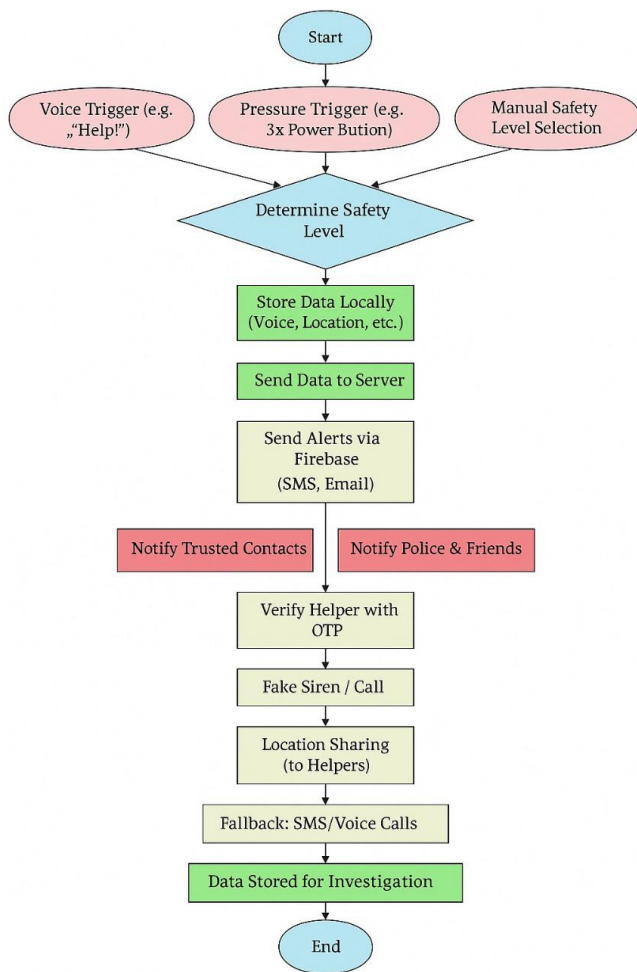 Start
Voice Trigger (e.g.
„“Help!”)
Pressure Trigger (e.g.
3x Power Bution)
Manual Safety
Level Selection
Determine Safety
Level
Store Data Locally
(Voice, Location, etc.)
Send Data to Server
Send Alerts via
Firebase
(SMS, Email)
Notify Trusted Contacts
Notify Police & Friends
Verify Helper with
OTP
Fake Siren / Call
Location Sharing
(to Helpers)
Fallback: SMS/Voice Calls
Data Stored for Investigation
End